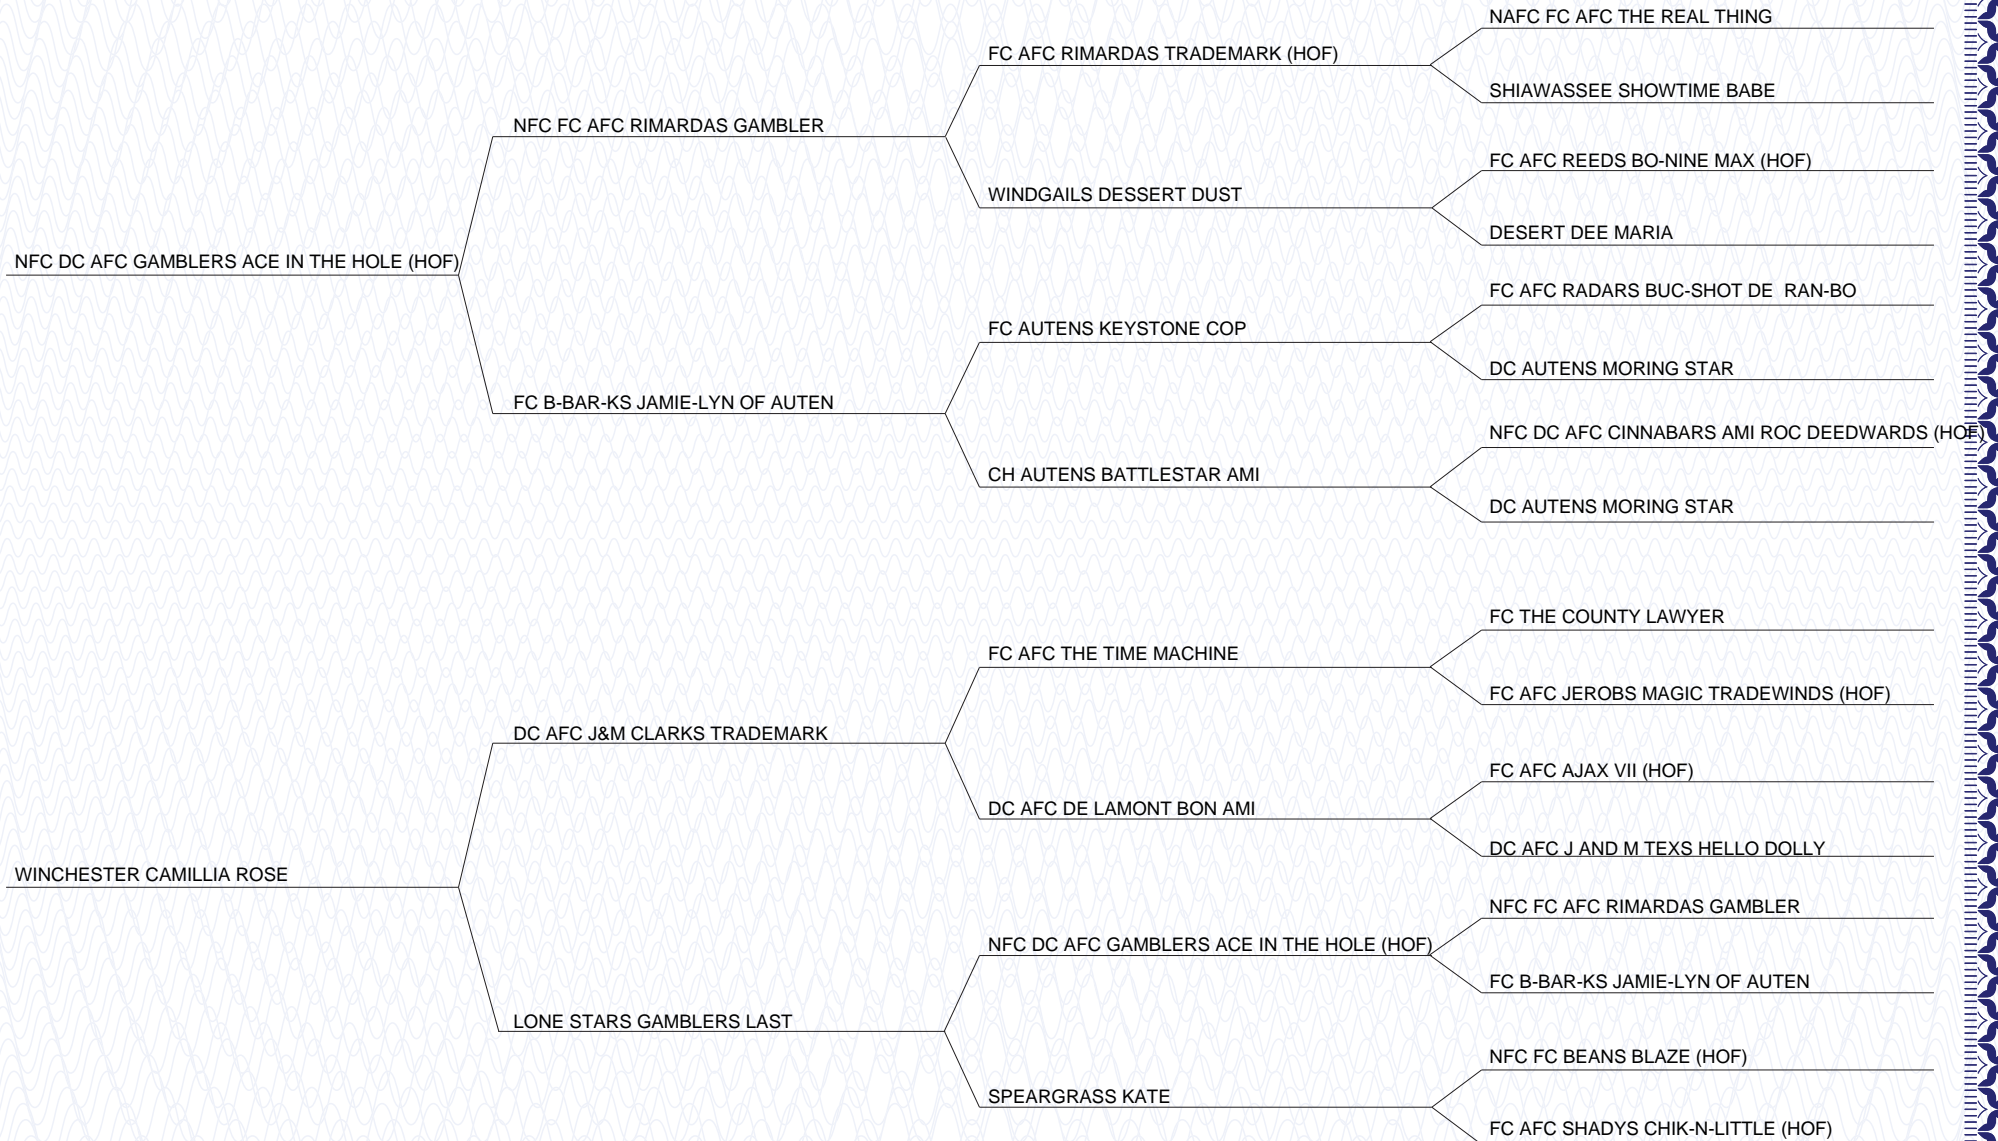 NAFC FC AFC THE REAL THING
FC AFC RIMARDAS TRADEMARK (HOF)
SHIAWASSEE SHOWTIME BABE
NFC FC AFC RIMARDAS GAMBLER
FC AFC REEDS BO-NINE MAX (HOF)
WINDGAILS DESSERT DUST
DESERT DEE MARIA
NFC DC AFC GAMBLERS ACE IN THE HOLE (HOF)
FC AFC RADARS BUC-SHOT DE  RAN-BO
FC AUTENS KEYSTONE COP
DC AUTENS MORING STAR
FC B-BAR-KS JAMIE-LYN OF AUTEN
NFC DC AFC CINNABARS AMI ROC DEEDWARDS (HOF)
CH AUTENS BATTLESTAR AMI
DC AUTENS MORING STAR
FC THE COUNTY LAWYER
FC AFC THE TIME MACHINE
FC AFC JEROBS MAGIC TRADEWINDS (HOF)
DC AFC J&M CLARKS TRADEMARK
FC AFC AJAX VII (HOF)
DC AFC DE LAMONT BON AMI
DC AFC J AND M TEXS HELLO DOLLY
WINCHESTER CAMILLIA ROSE
NFC FC AFC RIMARDAS GAMBLER
NFC DC AFC GAMBLERS ACE IN THE HOLE (HOF)
FC B-BAR-KS JAMIE-LYN OF AUTEN
LONE STARS GAMBLERS LAST
NFC FC BEANS BLAZE (HOF)
SPEARGRASS KATE
FC AFC SHADYS CHIK-N-LITTLE (HOF)